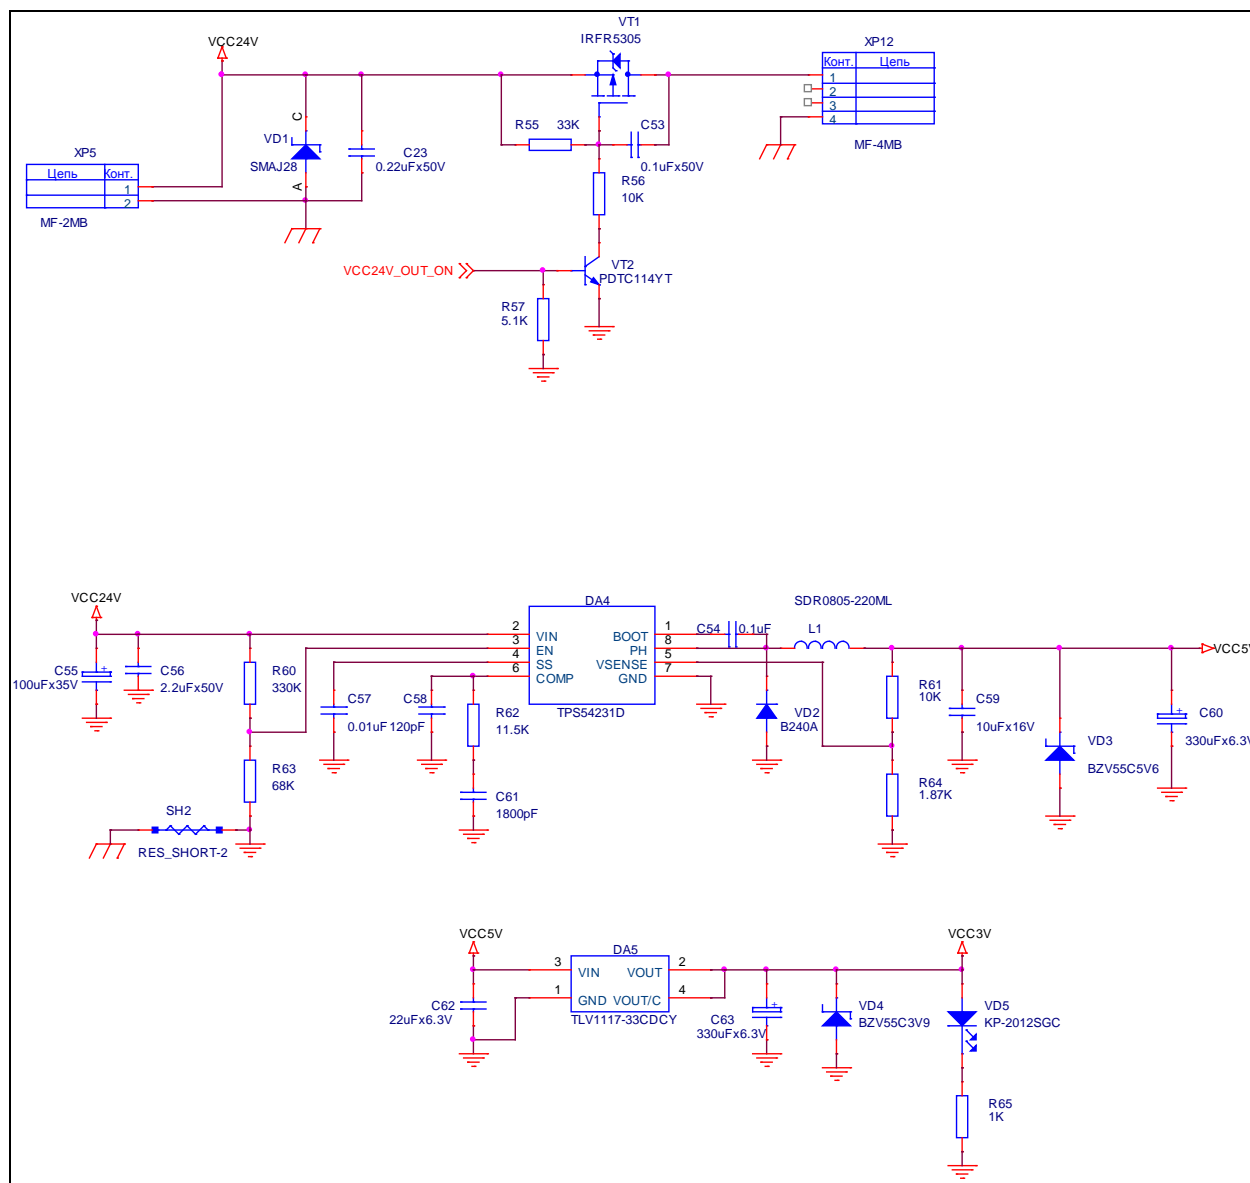 VT1
IRFR5305
VCC24V
XP12
Конт. Цепь
1
2
3
4
MF-4MB
R55 33K
C53
0.1uFx50V
C
VD1
SMAJ28
A
C23
0.22uFx50V
XP5
Цепь Конт.
1
2
MF-2MB
R56
10K
VCC24V_OUT_ON
VT2
PDTC114YT
R57
5.1K
VCC24V
DA4
SDR0805-220ML
2 VIN
3 EN
4 SS
6 COMP
BOOT 1
PH 8
VSENSE 5
GND 7
TPS54231D
C54 0.1uF
L1
VCC5V
C55
100uFx35V
C56
2.2uFx50V
R60
330K
C57
0.01uF
C58
120pF
R62
11.5K
VD2
B240A
R61
10K
C59
10uFx16V
VD3
BZV55C5V6
C60
330uFx6.3V
R63
68K
C61
1800pF
R64
1.87K
SH2
RES_SHORT-2
VCC5V
DA5
VCC3V
3 VIN VOUT 2
1 GND VOUT/C 4
TLV1117-33CDCY
C62
22uFx6.3V
C63
330uFx6.3V
VD4
BZV55C3V9
VD5
KP-2012SGC
R65
1K